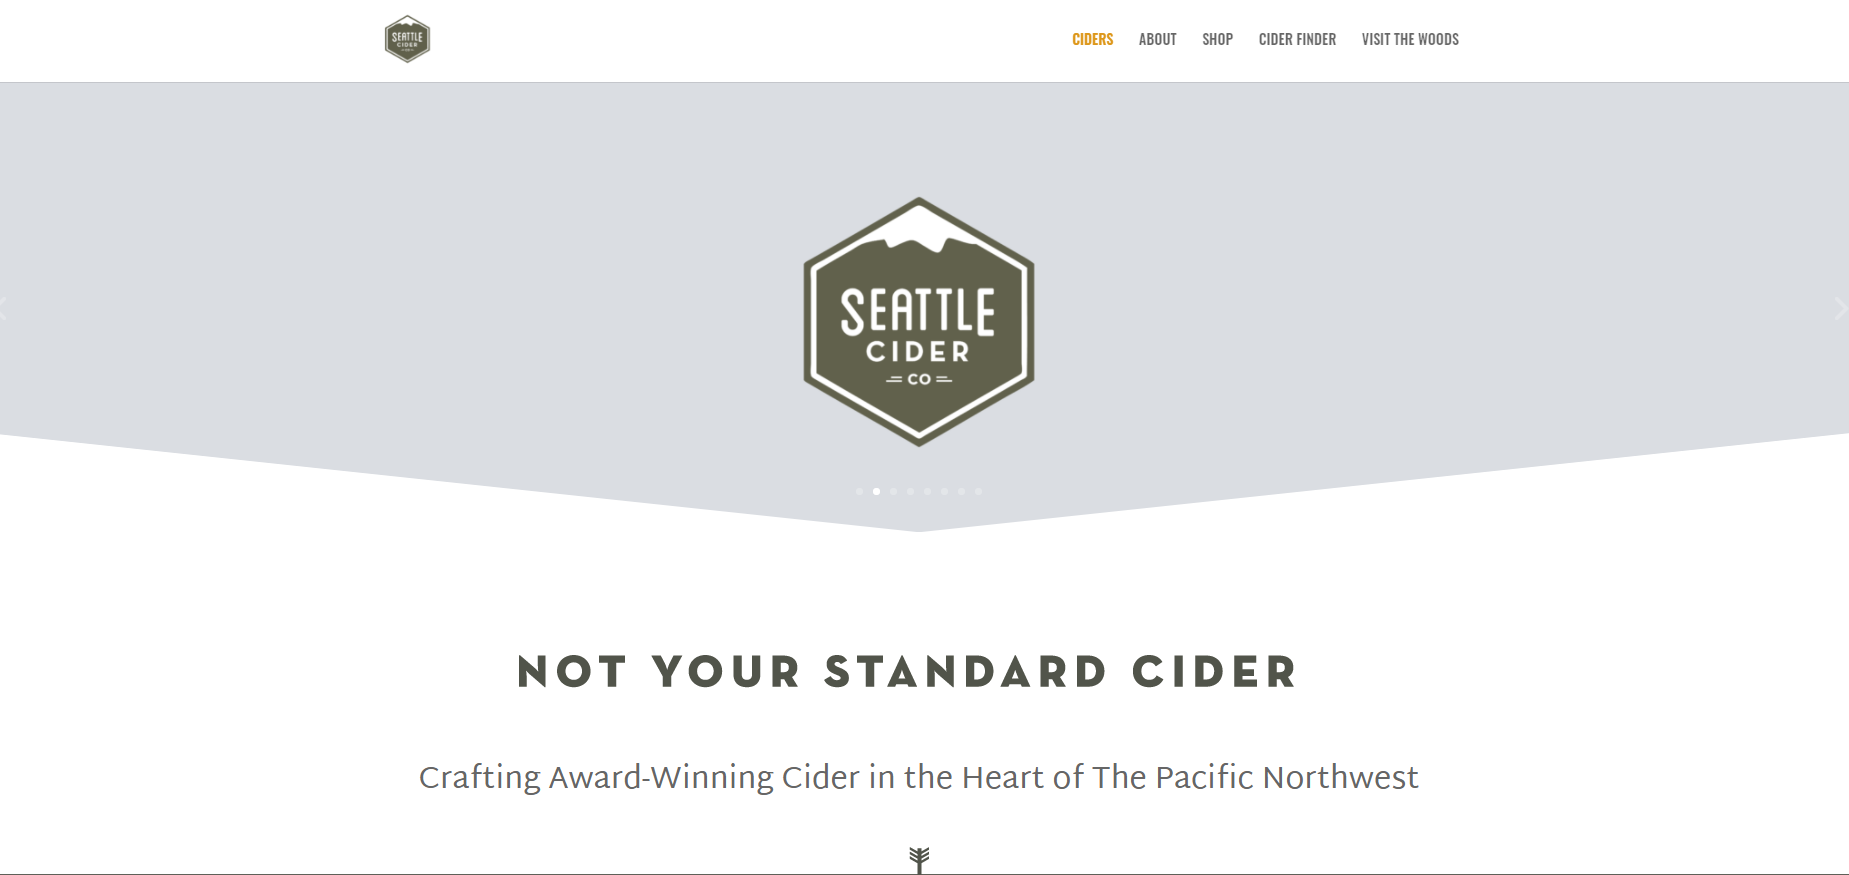 SEATTLE
CIDER
CIDERS ABOUT SHOP CIDER FINDER VISIT THE WOODS
SEATTLE
CIDER
CO
NOT YOUR STANDARD CIDER
Crafting Award-Winning Cider in the Heart of The Pacific Northwest